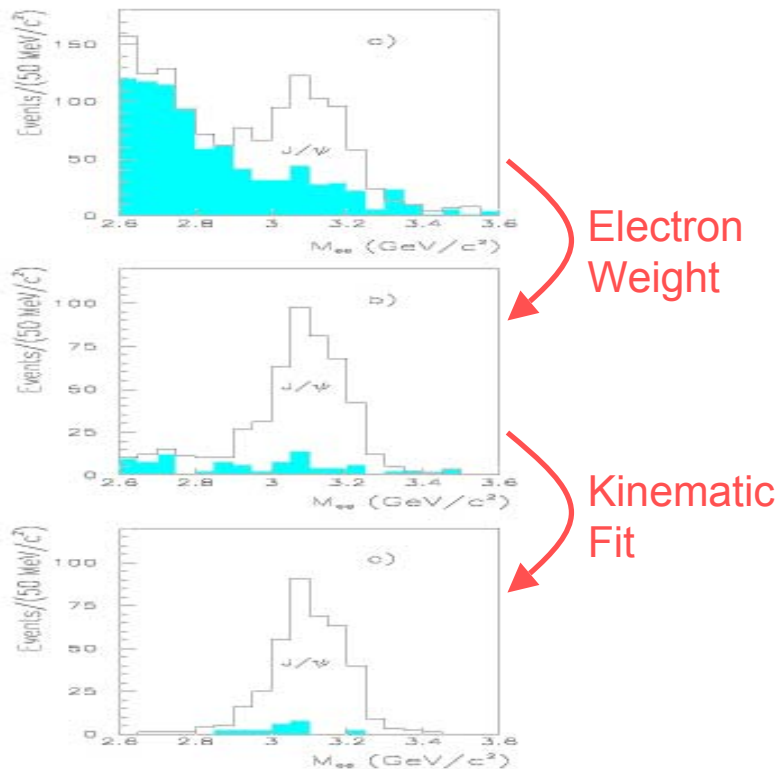 a)
Events/(50 MeV/c²)
150
100
50
0
J/ψ
2.6 2.8 3 3.2 3.4 3.6
Mee (GeV/c²)
Electron
Weight
b)
Events/(50 MeV/c²)
100
75
50
25
0
J/ψ
2.6 2.8 3 3.2 3.4 3.6
Mee (GeV/c²)
Kinematic
Fit
c)
Events/(50 MeV/c²)
100
75
50
25
0
J/ψ
2.6 2.8 3 3.2 3.4 3.6
Mee (GeV/c²)